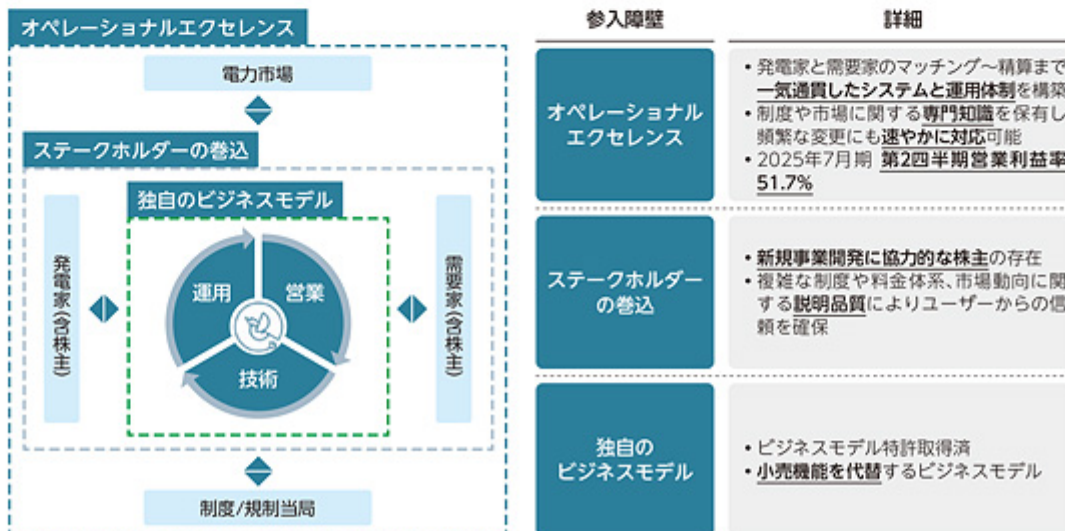 オペレーショナルエクセレンス
電力市場
ステークホルダーの巻込
独自のビジネスモデル
発電家(含株主)
運用
営業
技術
需要家(含株主)
制度/規制当局
参入障壁
詳細
オペレーショナル
エクセレンス
• 発電家と需要家のマッチング～精算まで
一気通貫したシステムと運用体制を構築
• 制度や市場に関する専門知識を保有し
頻繁な変更にも速やかに対応可能
• 2025年7月期 第2四半期営業利益率
51.7%
ステークホルダー
の巻込
• 新規事業開発に協力的な株主の存在
• 複雑な制度や料金体系、市場動向に関
する説明品質によりユーザーからの信
頼を確保
独自の
ビジネスモデル
• ビジネスモデル特許取得済
• 小売機能を代替するビジネスモデル